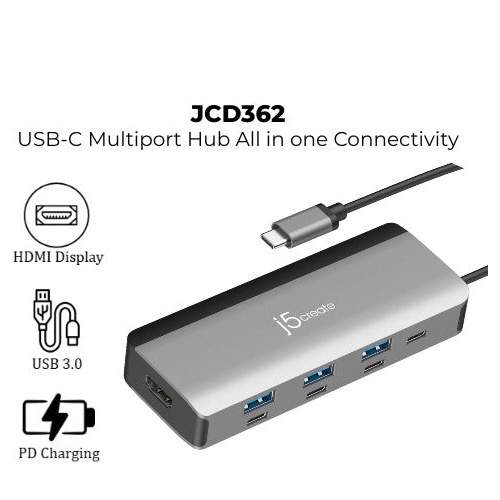 JCD362
USB-C Multiport Hub All in one Connectivity
HDMI Display
USB 3.0
PD Charging
j5create